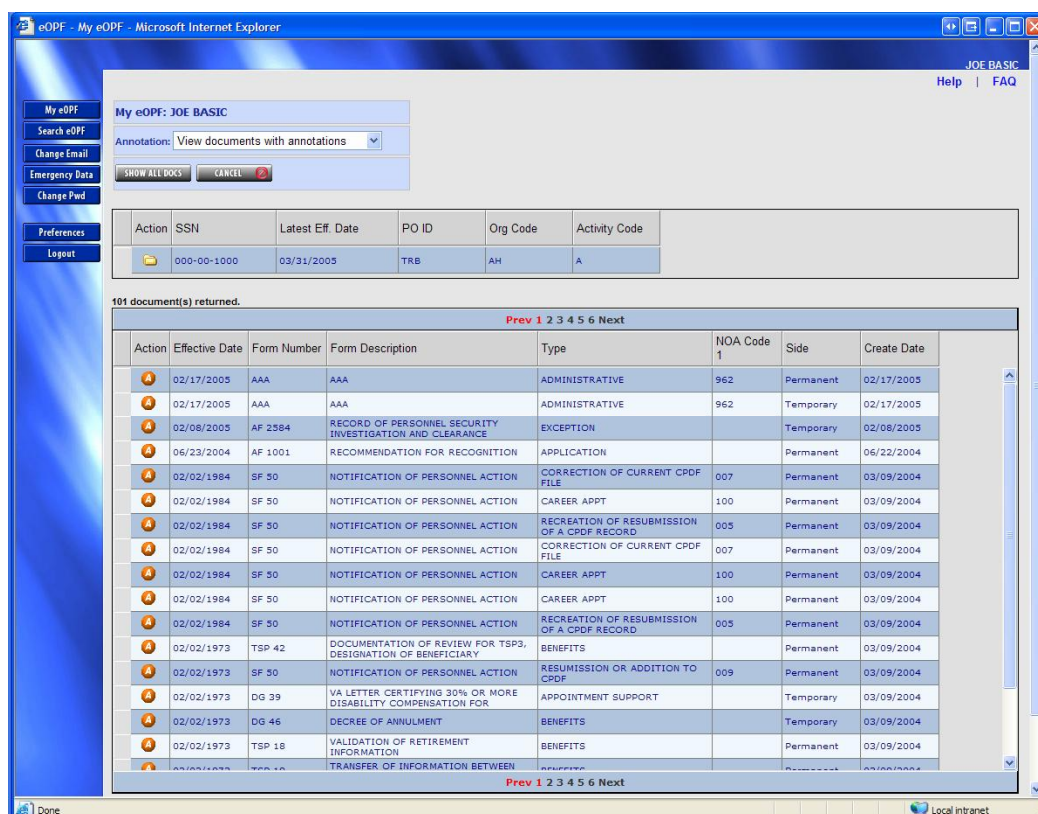 eOPF - My eOPF - Microsoft Internet Explorer
JOE BASIC
Help | FAQ
My eOPF
Search eOPF
Change Email
Emergency Data
Change Pwd
Preferences
Logout
My eOPF: JOE BASIC
Annotation: View documents with annotations
SHOW ALL DOCS CANCEL
Action SSN Latest Eff. Date PO ID Org Code Activity Code
000-00-1000 03/31/2005 TRB AH A
101 document(s) returned.
Prev 1 2 3 4 5 6 Next
Action Effective Date Form Number Form Description Type NOA Code 1 Side Create Date
A 02/17/2005 AAA AAA ADMINISTRATIVE 962 Permanent 02/17/2005
A 02/17/2005 AAA AAA ADMINISTRATIVE 962 Temporary 02/17/2005
A 02/08/2005 AF 2584 RECORD OF PERSONNEL SECURITY INVESTIGATION AND CLEARANCE EXCEPTION Temporary 02/08/2005
A 06/23/2004 AF 1001 RECOMMENDATION FOR RECOGNITION APPLICATION Permanent 06/22/2004
A 02/02/1984 SF 50 NOTIFICATION OF PERSONNEL ACTION CORRECTION OF CURRENT CPDF FILE 007 Permanent 03/09/2004
A 02/02/1984 SF 50 NOTIFICATION OF PERSONNEL ACTION CAREER APPT 100 Permanent 03/09/2004
A 02/02/1984 SF 50 NOTIFICATION OF PERSONNEL ACTION RECREATION OF RESUBMISSION OF A CPDF RECORD 005 Permanent 03/09/2004
A 02/02/1984 SF 50 NOTIFICATION OF PERSONNEL ACTION CORRECTION OF CURRENT CPDF FILE 007 Permanent 03/09/2004
A 02/02/1984 SF 50 NOTIFICATION OF PERSONNEL ACTION CAREER APPT 100 Permanent 03/09/2004
A 02/02/1984 SF 50 NOTIFICATION OF PERSONNEL ACTION CAREER APPT 100 Permanent 03/09/2004
A 02/02/1984 SF 50 NOTIFICATION OF PERSONNEL ACTION RECREATION OF RESUBMISSION OF A CPDF RECORD 005 Permanent 03/09/2004
A 02/02/1973 TSP 42 DOCUMENTATION OF REVIEW FOR TSP3, DESIGNATION OF BENEFICIARY BENEFITS Permanent 03/09/2004
A 02/02/1973 SF 50 NOTIFICATION OF PERSONNEL ACTION RESUMISSION OR ADDITION TO CPDF 009 Permanent 03/09/2004
A 02/02/1973 DG 39 VA LETTER CERTIFYING 30% OR MORE DISABILITY COMPENSATION FOR APPOINTMENT SUPPORT Temporary 03/09/2004
A 02/02/1973 DG 46 DECREE OF ANNULMENT BENEFITS Temporary 03/09/2004
A 02/02/1973 TSP 18 VALIDATION OF RETIREMENT INFORMATION BENEFITS Permanent 03/09/2004
TRANSFER OF INFORMATION BETWEEN
Prev 1 2 3 4 5 6 Next
Done
Local intranet